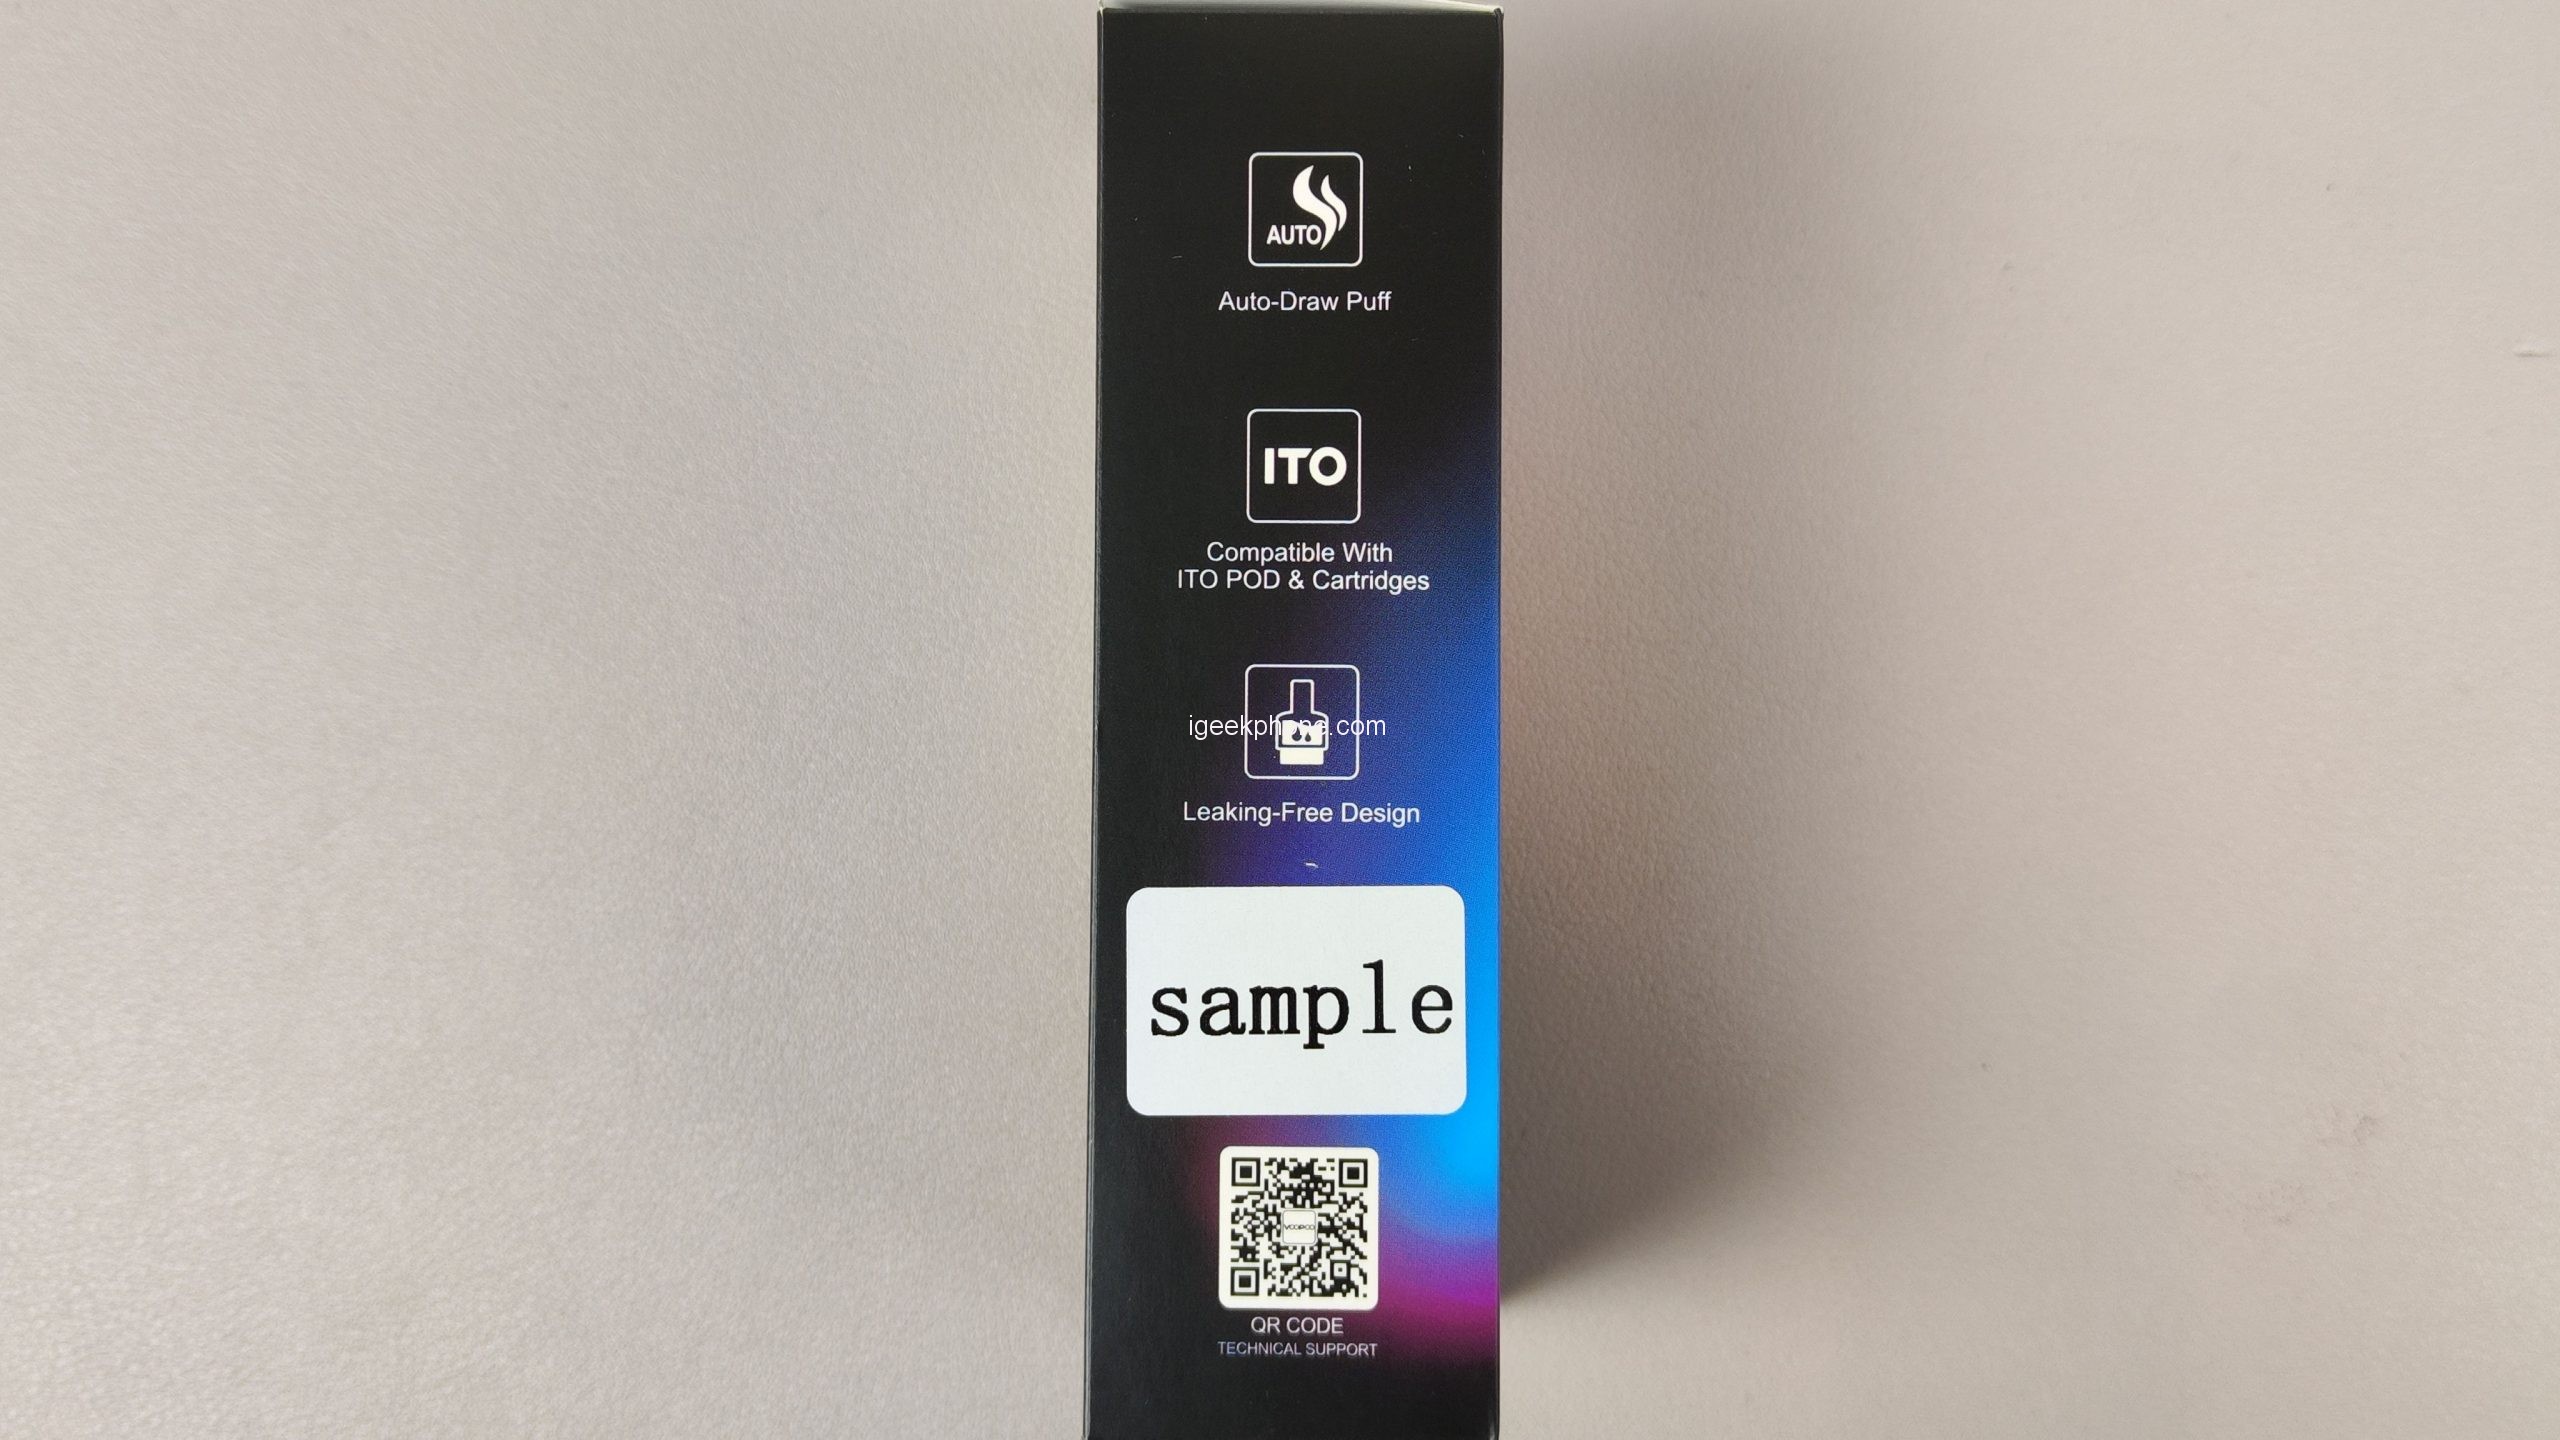 AUTO
Auto-Draw Puff
ITO
Compatible With
ITO POD & Cartridges
igeekphone.com
Leaking-Free Design
sample
VOOPOO
QR CODE
TECHNICAL SUPPORT